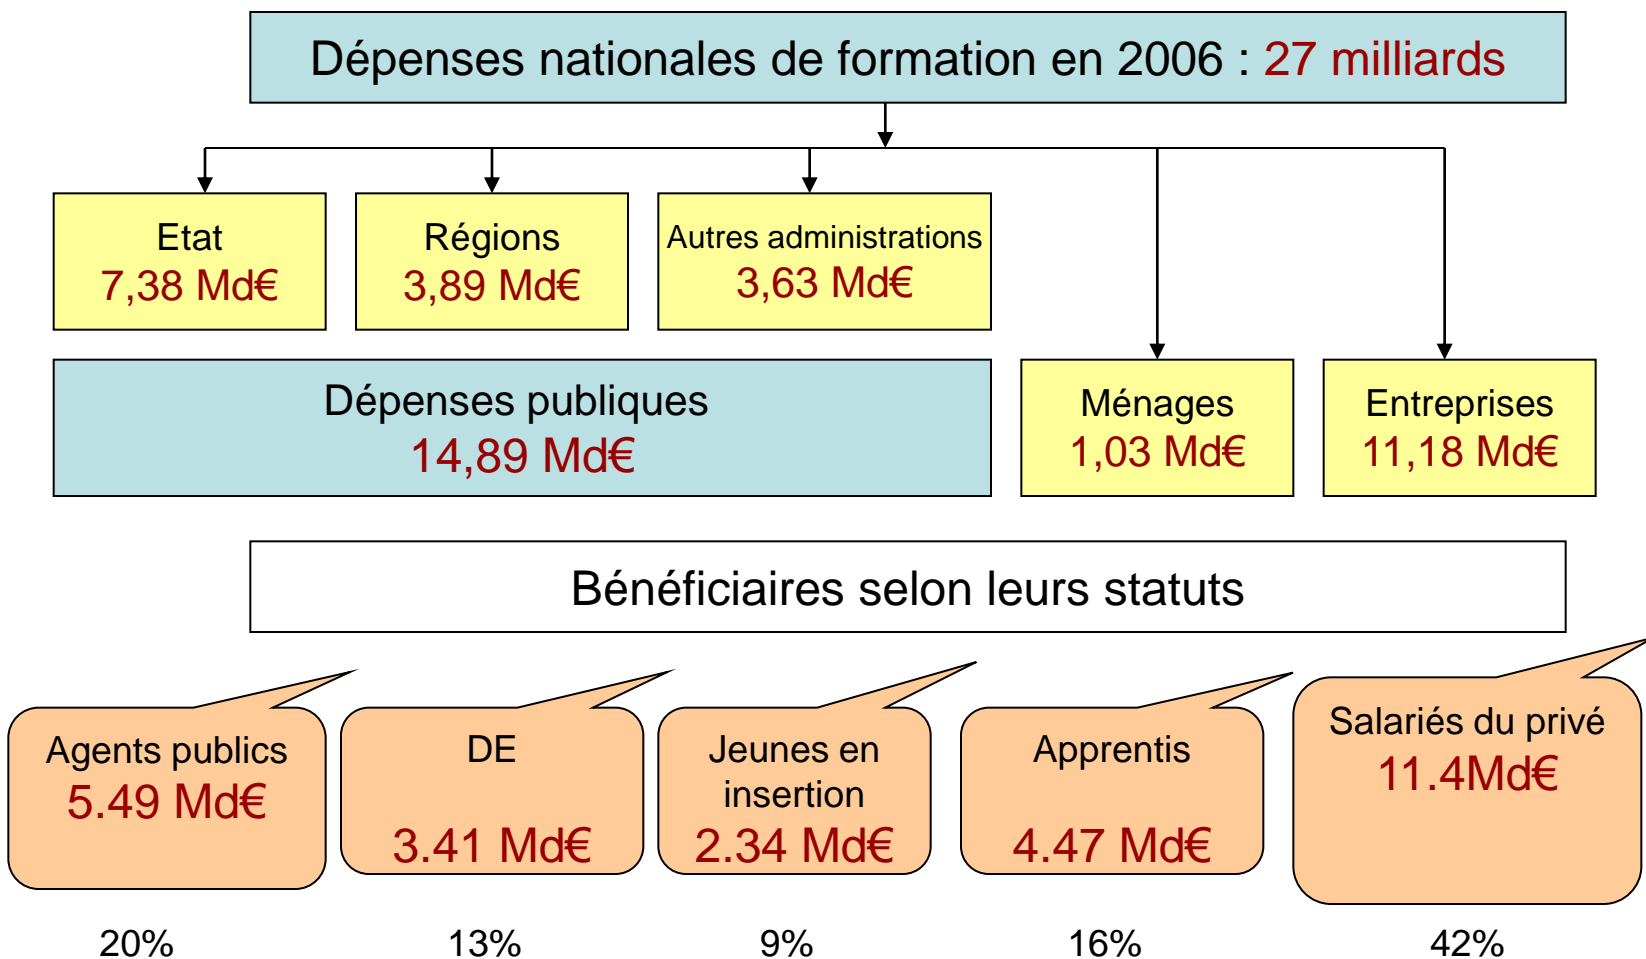 Dépenses nationales de formation en 2006 : 27 milliards
Etat
7,38 Md€
Régions
3,89 Md€
Autres administrations
3,63 Md€
Dépenses publiques
14,89 Md€
Ménages
1,03 Md€
Entreprises
11,18 Md€
Bénéficiaires selon leurs statuts
Agents publics
5.49 Md€
DE
3.41 Md€
Jeunes en
insertion
2.34 Md€
Apprentis
4.47 Md€
Salariés du privé
11.4Md€
20%
13%
9%
16%
42%